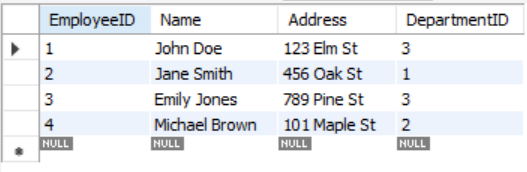 EmployeeID Name Address DepartmentID
1 John Doe 123 Elm St 3
2 Jane Smith 456 Oak St 1
3 Emily Jones 789 Pine St 3
4 Michael Brown 101 Maple St 2
NULL NULL NULL NULL